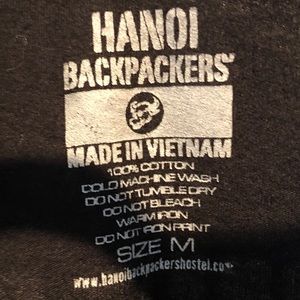 HANOI
BACKPACKERS'
MADE IN VIETNAM
100% COTTON
COLD MACHINE WASH
DO NOT TUMBLE DRY
DO NOT BLEACH
WARM IRON
DO NOT IRON PRINT
SIZE M
www.hanoibackpackershostel.com